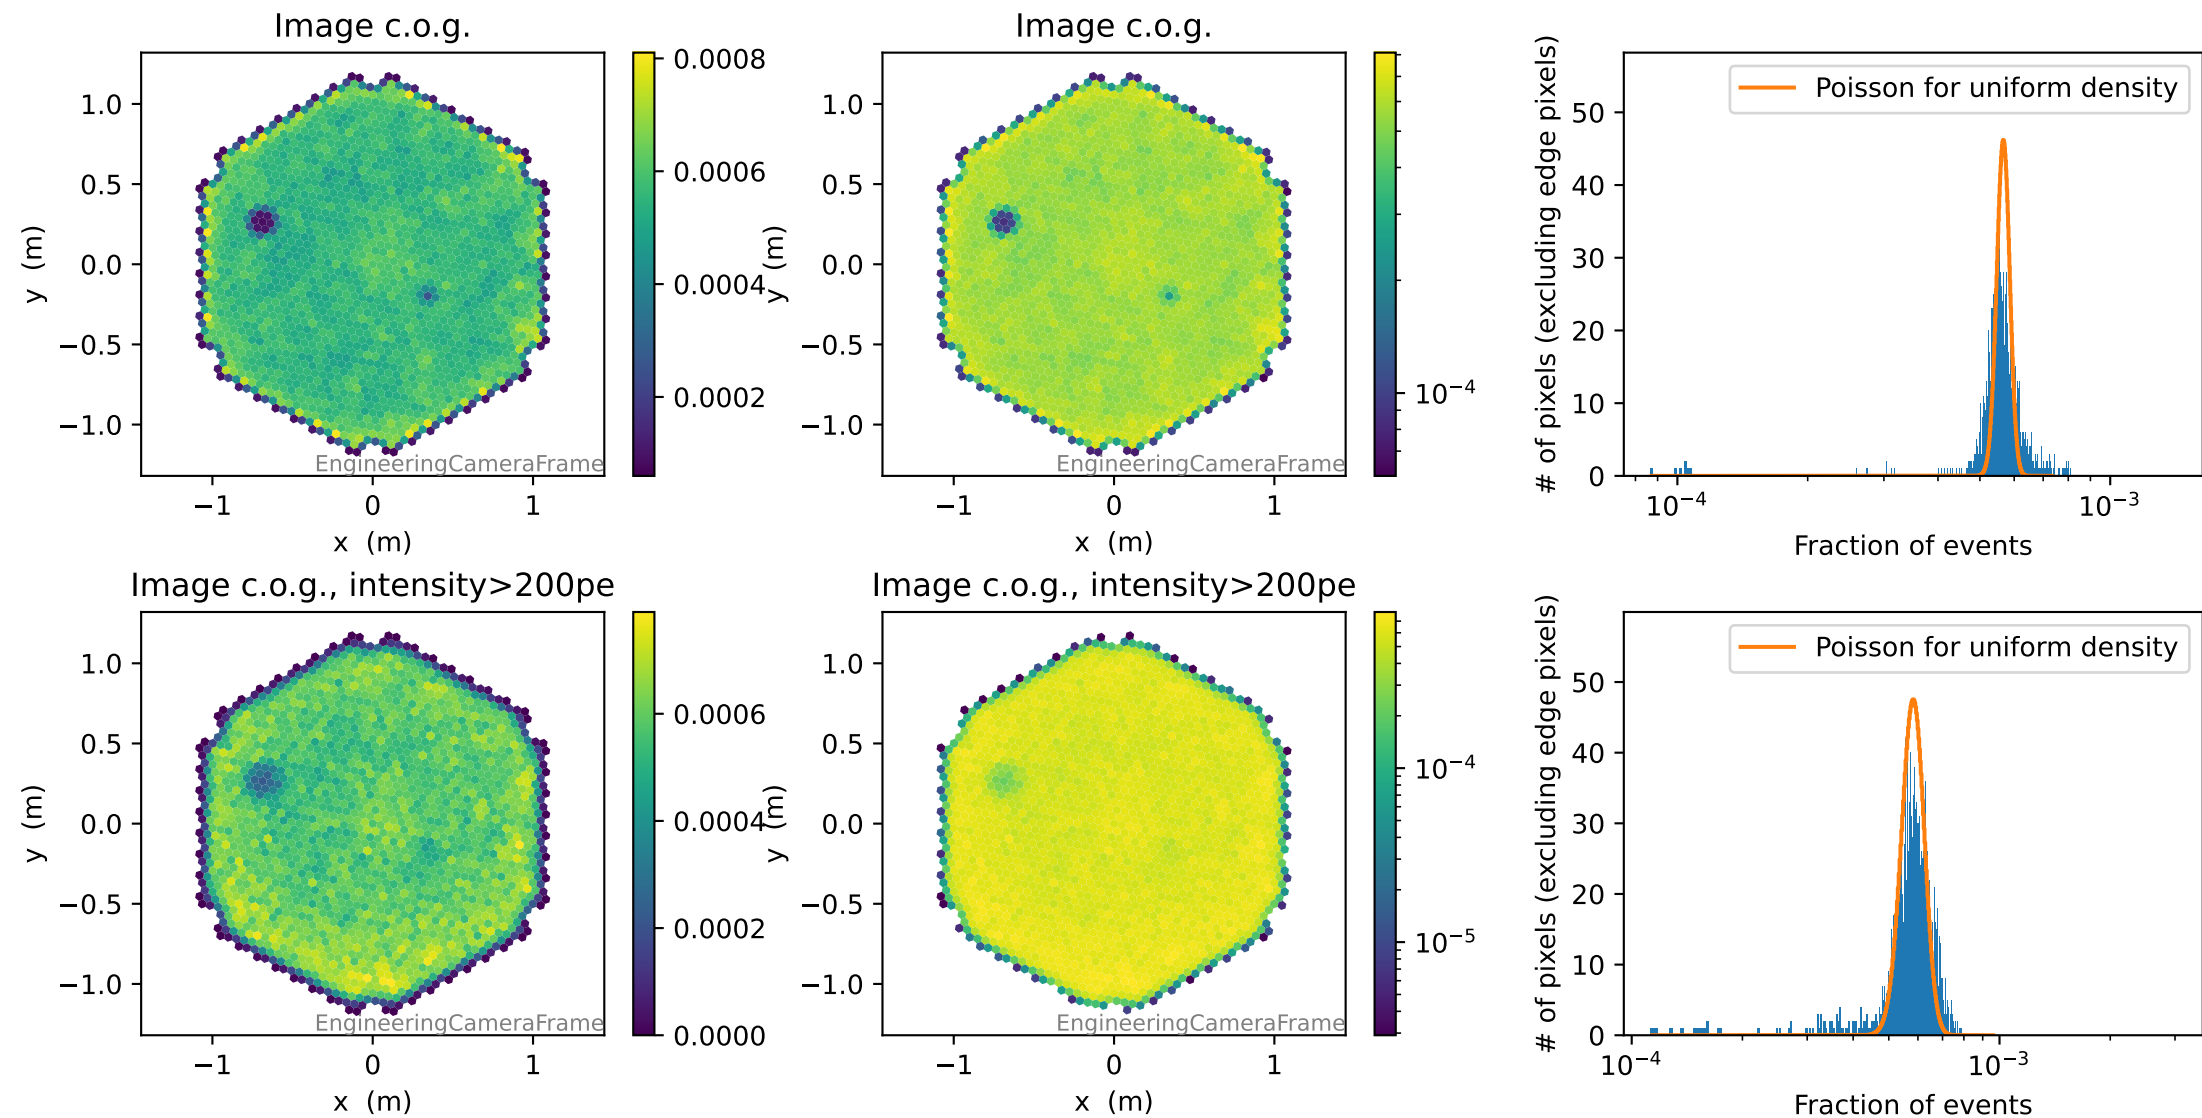 Image c.o.g.
1.0
0.5
0.0
−0.5
−1.0
y (m)
−1
0
1
x (m)
EngineeringCameraFrame
0.0008
0.0006
0.0004
0.0002
Image c.o.g.
1.0
0.5
0.0
−0.5
−1.0
y (m)
−1
0
1
x (m)
EngineeringCameraFrame
10⁻⁴
Poisson for uniform density
# of pixels (excluding edge pixels)
50
40
30
20
10
0
10⁻⁴
10⁻³
Fraction of events
Image c.o.g., intensity>200pe
1.0
0.5
0.0
−0.5
−1.0
y (m)
−1
0
1
x (m)
EngineeringCameraFrame
0.0006
0.0004
0.0002
0.0000
Image c.o.g., intensity>200pe
1.0
0.5
0.0
−0.5
−1.0
y (m)
−1
0
1
x (m)
EngineeringCameraFrame
10⁻⁴
10⁻⁵
Poisson for uniform density
# of pixels (excluding edge pixels)
50
40
30
20
10
0
10⁻⁴
10⁻³
Fraction of events